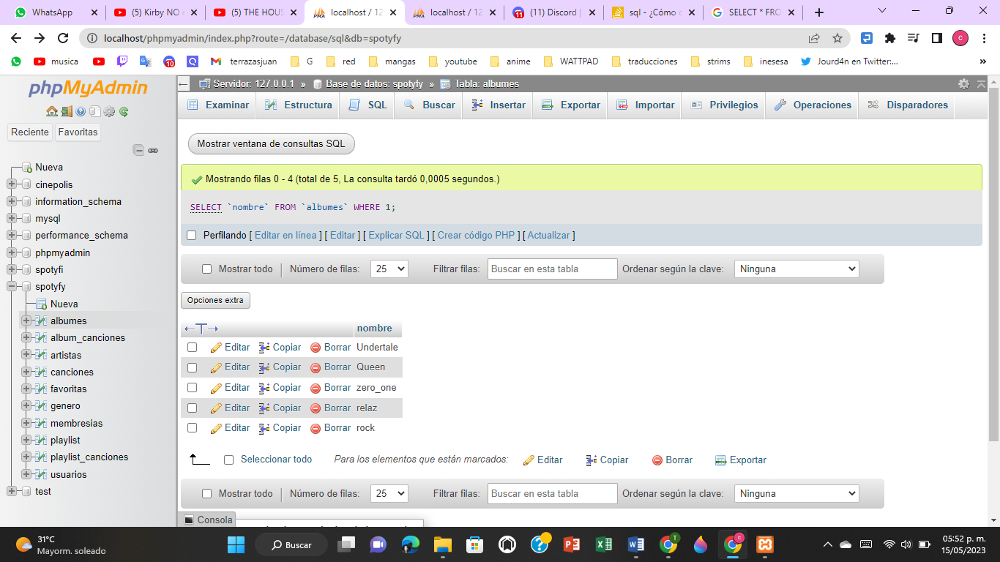 WhatsApp
(5) Kirby NO
(5) THE HOUS
localhost / 12
localhost / 12
(11) Discord |
sql - ¿Cómo
SELECT * FRO
localhost/phpmyadmin/index.php?route=/database/sql&db=spotyfy
c
musica
10
terrazasjuan
G
red
mangas
youtube
anime
WATTPAD
traducciones
strims
inesesa
Jourd4n en Twitter:...
»
phpMyAdmin
Servidor: 127.0.0.1 » Base de datos: spotyfy » Tabla: albumes
Examinar
Estructura
SQL
Buscar
Insertar
Exportar
Importar
Privilegios
Operaciones
Disparadores
Reciente
Favoritas
Nueva
cinepolis
information_schema
mysql
performance_schema
phpmyadmin
spotyfi
spotyfy
Nueva
albumes
album_canciones
artistas
canciones
favoritas
genero
membresias
playlist
playlist_canciones
usuarios
test
Mostrar ventana de consultas SQL
Mostrando filas 0 - 4 (total de 5, La consulta tardó 0,0005 segundos.)
SELECT `nombre` FROM `albumes` WHERE 1;
Perfilando [ Editar en línea ] [ Editar ] [ Explicar SQL ] [ Crear código PHP ] [ Actualizar ]
Mostrar todo | Número de filas: 25 Filtrar filas: Buscar en esta tabla Ordenar según la clave: Ninguna
Opciones extra
←T→ nombre
Editar Copiar Borrar Undertale
Editar Copiar Borrar Queen
Editar Copiar Borrar zero_one
Editar Copiar Borrar relaz
Editar Copiar Borrar rock
Seleccionar todo Para los elementos que están marcados: Editar Copiar Borrar Exportar
Mostrar todo | Número de filas: 25 Filtrar filas: Buscar en esta tabla Ordenar según la clave: Ninguna
Consola
31°C
Mayorm. soleado
Buscar
05:52 p. m.
15/05/2023